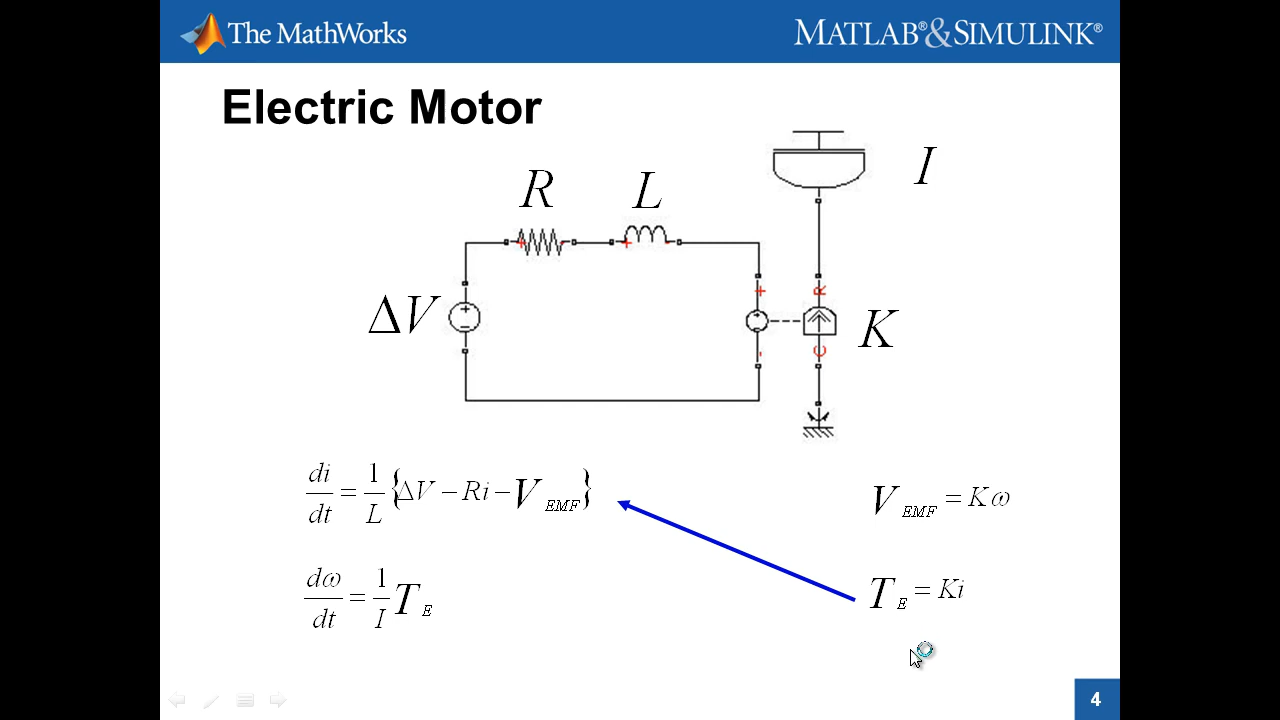 The MathWorks
MATLAB® & SIMULINK®
Electric Motor
I
R
L
+
-
+
-
ΔV
+
-
+
-
R
C
K
di/dt = 1/L {ΔV − Ri − V_EMF}
V_EMF = Kω
dω/dt = 1/I T_E
T_E = Ki
4